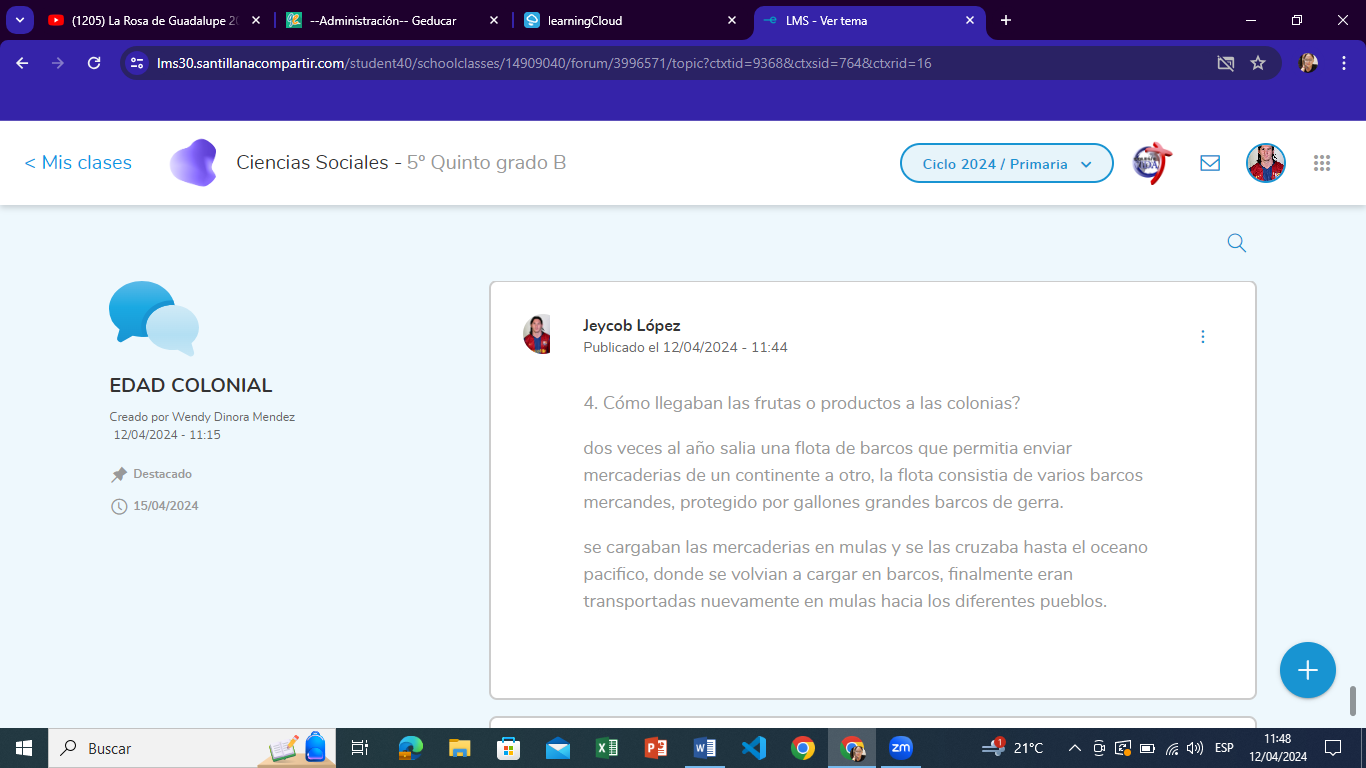 (1205) La Rosa de Guadalupe 20
--Administración-- Geducar
learningCloud
LMS - Ver tema
lms30.santillanacompartir.com/student40/schoolclasses/14909040/forum/3996571/topic?ctxtid=9368&ctxsid=764&ctxrid=16
< Mis clases
Ciencias Sociales - 5º Quinto grado B
Ciclo 2024 / Primaria
EDAD COLONIAL
Creado por Wendy Dinora Mendez
12/04/2024 - 11:15
Destacado
15/04/2024
Jeycob López
Publicado el 12/04/2024 - 11:44
4. Cómo llegaban las frutas o productos a las colonias?
dos veces al año salia una flota de barcos que permitia enviar
mercaderias de un continente a otro, la flota consistia de varios barcos
mercandes, protegido por gallones grandes barcos de gerra.
se cargaban las mercaderias en mulas y se las cruzaba hasta el oceano
pacifico, donde se volvian a cargar en barcos, finalmente eran
transportadas nuevamente en mulas hacia los diferentes pueblos.
Buscar
zm
1
21°C
ESP
11:48
12/04/2024